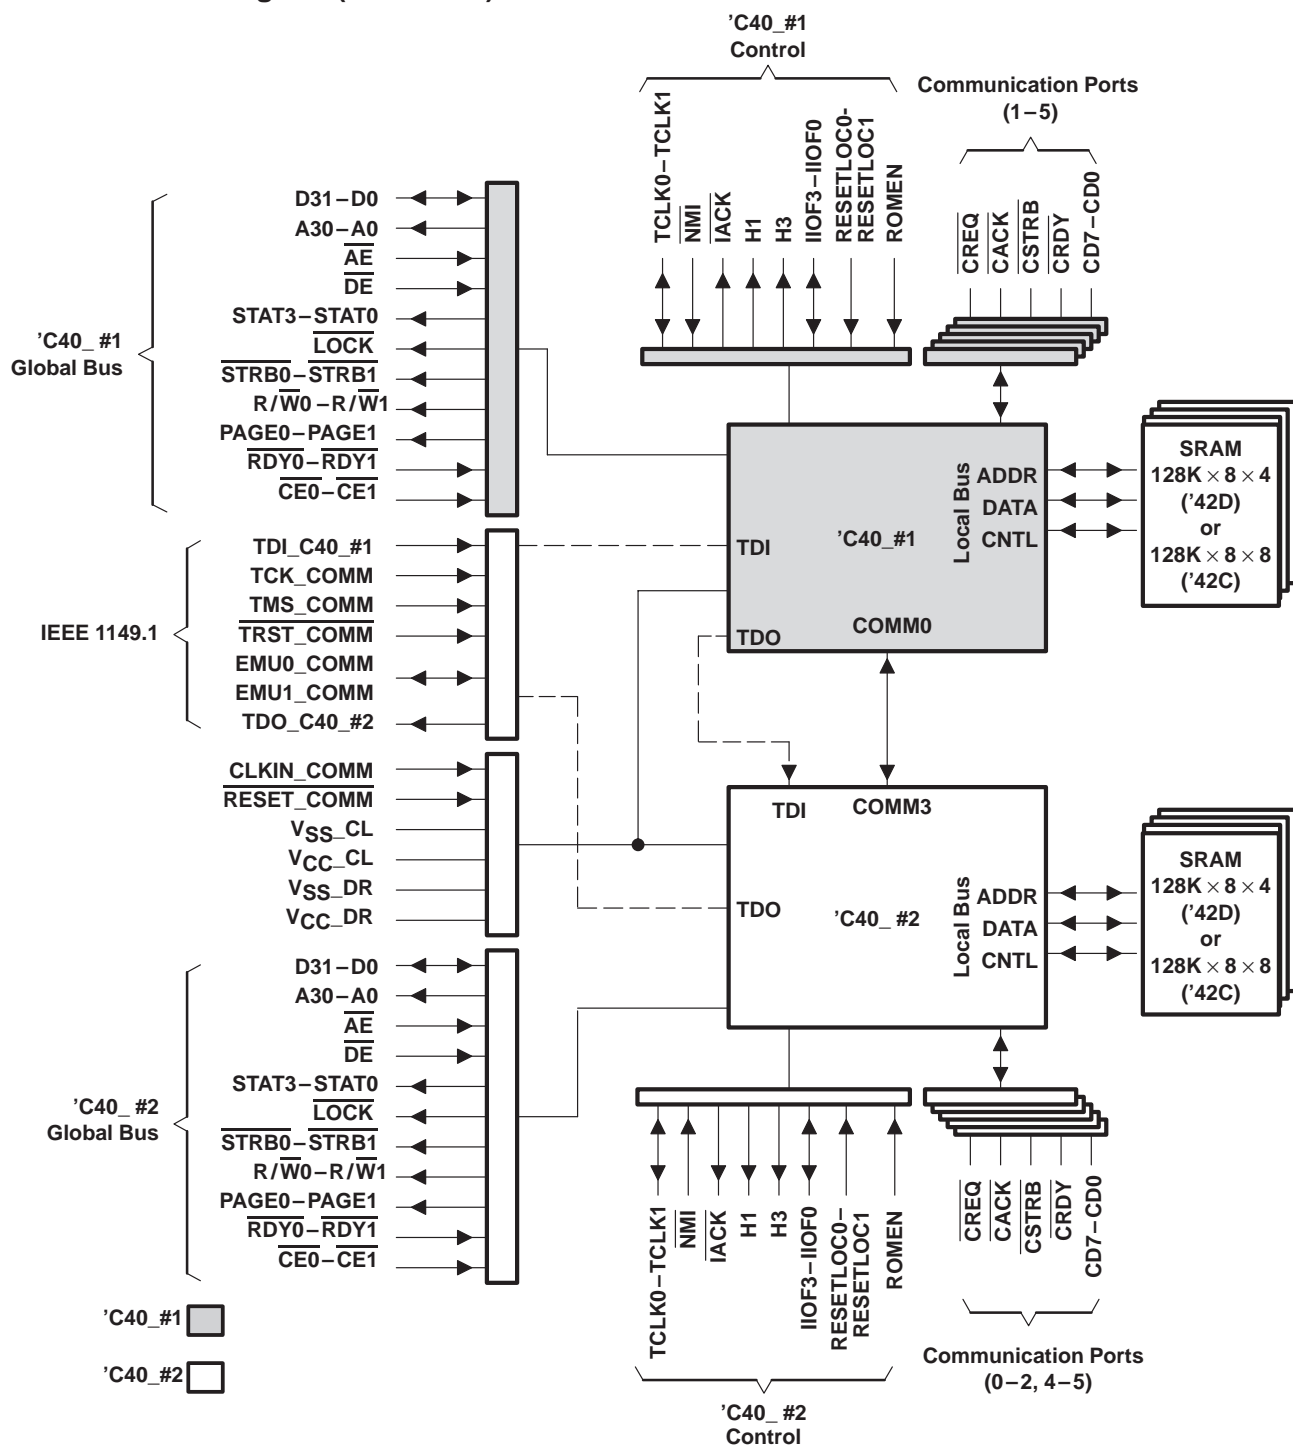 'C40_#1
Control
Communication Ports
(1–5)
TCLK0–TCLK1
NMI
IACK
H1
H3
IIOF3–IIOF0
RESETLOC0-
RESETLOC1
ROMEN
CREQ
CACK
CSTRB
CRDY
CD7–CD0
'C40_ #1
Global Bus
D31–D0
A30–A0
AE
DE
STAT3–STAT0
LOCK
STRB0–STRB1
R/W0–R/W1
PAGE0–PAGE1
RDY0–RDY1
CE0–CE1
IEEE 1149.1
TDI_C40_#1
TCK_COMM
TMS_COMM
TRST_COMM
EMU0_COMM
EMU1_COMM
TDO_C40_#2
CLKIN_COMM
RESET_COMM
VSS_CL
VCC_CL
VSS_DR
VCC_DR
TDI
'C40_#1
TDO
COMM0
Local Bus
ADDR
DATA
CNTL
SRAM
128K × 8 × 4
('42D)
or
128K × 8 × 8
('42C)
TDI
COMM3
TDO
'C40_ #2
Local Bus
ADDR
DATA
CNTL
SRAM
128K × 8 × 4
('42D)
or
128K × 8 × 8
('42C)
'C40_ #2
Global Bus
D31–D0
A30–A0
AE
DE
STAT3–STAT0
LOCK
STRB0–STRB1
R/W0–R/W1
PAGE0–PAGE1
RDY0–RDY1
CE0–CE1
TCLK0–TCLK1
NMI
IACK
H1
H3
IIOF3–IIOF0
RESETLOC0–
RESETLOC1
ROMEN
CREQ
CACK
CSTRB
CRDY
CD7–CD0
'C40_#1
'C40_#2
Communication Ports
(0–2, 4–5)
'C40_ #2
Control